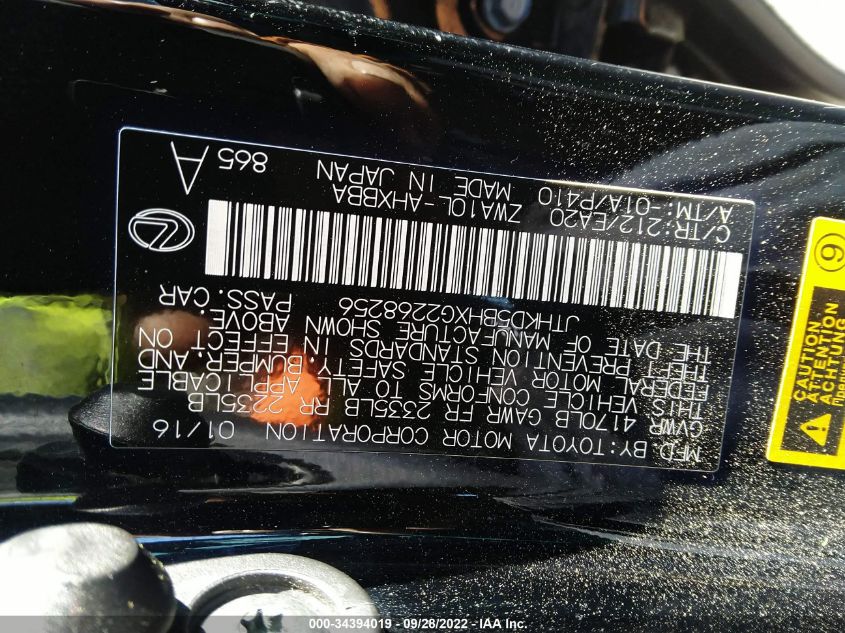 MFD BY:TOYOTA MOTOR CORPORATION 01/16
GVWR 4170LB GAWR FR 2335LB RR 2235LB
THIS VEHICLE CONFORMS TO ALL APPLICABLE
FEDERAL MOTOR VEHICLE SAFETY,BUMPER,AND
THEFT PREVENTION STANDARDS IN EFFECT ON
THE DATE OF MANUFACTURE SHOWN ABOVE.
JTHKD5BHXG2268256 PASS.CAR
C/TR:212/EA20 ZWA10L-AHXBBA
A/TM:-01A/P410 MADE IN JAPAN 865 A
CAUTION
ATTENTION
ACHTUNG
000-34394019 - 09/26/2022 - IAA Inc.